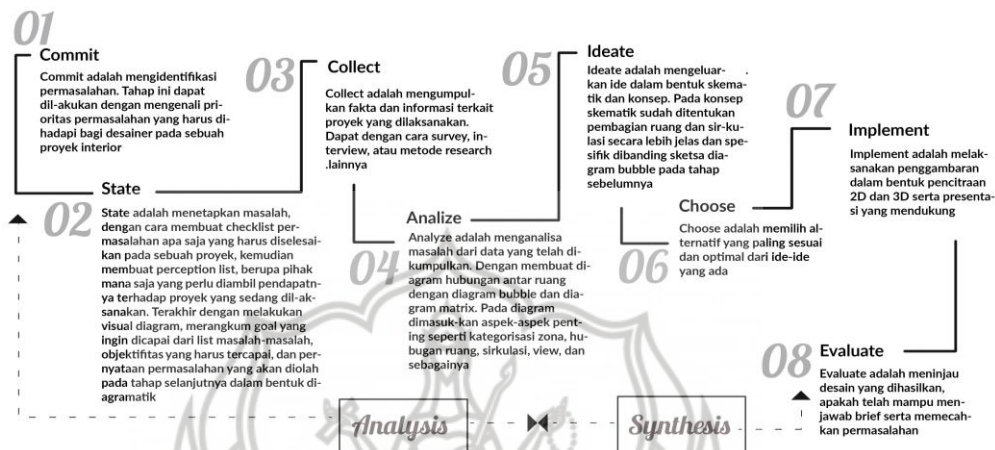 01
Commit
Commit adalah mengidentifikasi
permasalahan. Tahap ini dapat
dil-akukan dengan mengenali pri-
oritas permasalahan yang harus di-
hadapi bagi desainer pada sebuah
proyek interior
02
State
State adalah menetapkan masalah,
dengan cara membuat checklist per-
masalahan apa saja yang harus diselesai-
kan pada sebuah proyek, kemudian
membuat perception list, berupa pihak
mana saja yang perlu diambil pendapatn-
ya terhadap proyek yang sedang dil-ak-
sanakan. Terakhir dengan melakukan
visual diagram, merangkum goal yang
ingin dicapai dari list masalah-masalah,
objektifitas yang harus tercapai, dan per-
nyataan permasalahan yang akan diolah
pada tahap selanjutnya dalam bentuk di-
agramatik
03
Collect
Collect adalah mengumpul-
kan fakta dan informasi terkait
proyek yang dilaksanakan.
Dapat dengan cara survey, in-
terview, atau metode research
.lainnya
04
Analize
Analyze adalah menganalisa
masalah dari data yang telah di-
kumpulkan. Dengan membuat di-
agram hubungan antar ruang
dengan diagram bubble dan dia-
gram matrix. Pada diagram
dimasuk-kan aspek-aspek pent-
ing seperti kategorisasi zona, hu-
bugan ruang, sirkulasi, view, dan
sebagainya
05
Ideate
Ideate adalah mengeluar- .
kan ide dalam bentuk skema-
tik dan konsep. Pada konsep
skematik sudah ditentukan
pembagian ruang dan sir-ku-
lasi secara lebih jelas dan spe-
sifik dibanding sketsa dia-
gram bubble pada tahap
sebelumnya
06
Choose
Choose adalah memilih al-
ternatif yang paling sesuai
dan optimal dari ide-ide
yang ada
07
Implement
Implement adalah melak-
sanakan penggambaran
dalam bentuk pencitraan
2D dan 3D serta presenta-
si yang mendukung
08
Evaluate
Evaluate adalah meninjau
desain yang dihasilkan,
apakah telah mampu men-
jawab brief serta memecah-
kan permasalahan
Analysis
Synthesis